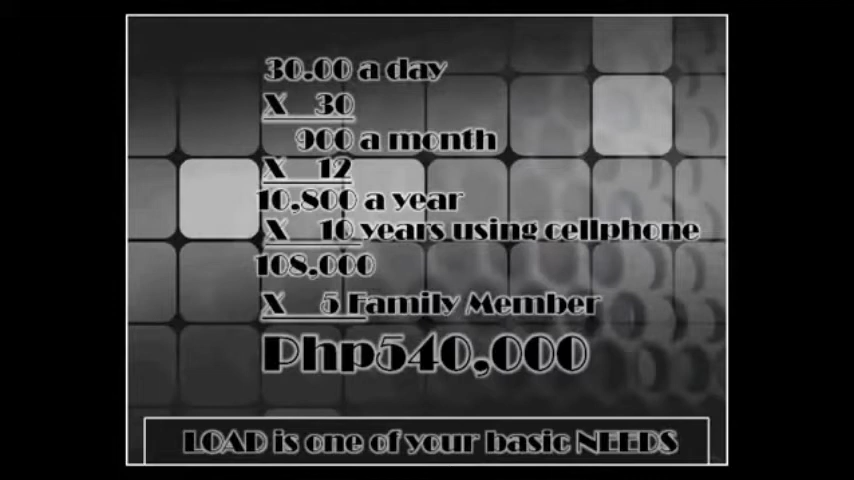 30.00 a day
X 30
900 a month
X 12
10,800 a year
X 10 years using cellphone
108,000
X 5 Family Member
Php540,000
LOAD is one of your basic NEEDS